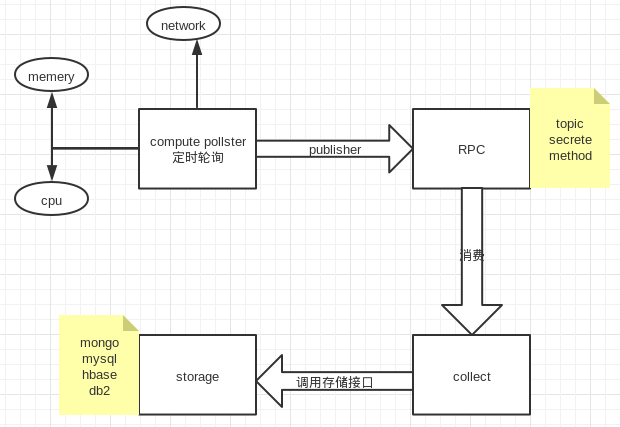 network
memery
cpu
compute pollster
定时轮询
publisher
RPC
topic
secrete
method
消费
collect
调用存储接口
storage
mongo
mysql
hbase
db2